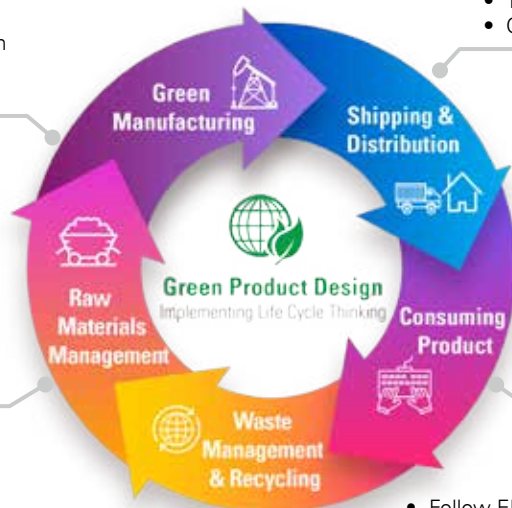 Green
Manufacturing
Shipping &
Distribution
Green Product Design
Implementing Life Cycle Thinking
Consuming
Product
Raw
Materials
Management
Waste
Management
& Recycling
• Follow